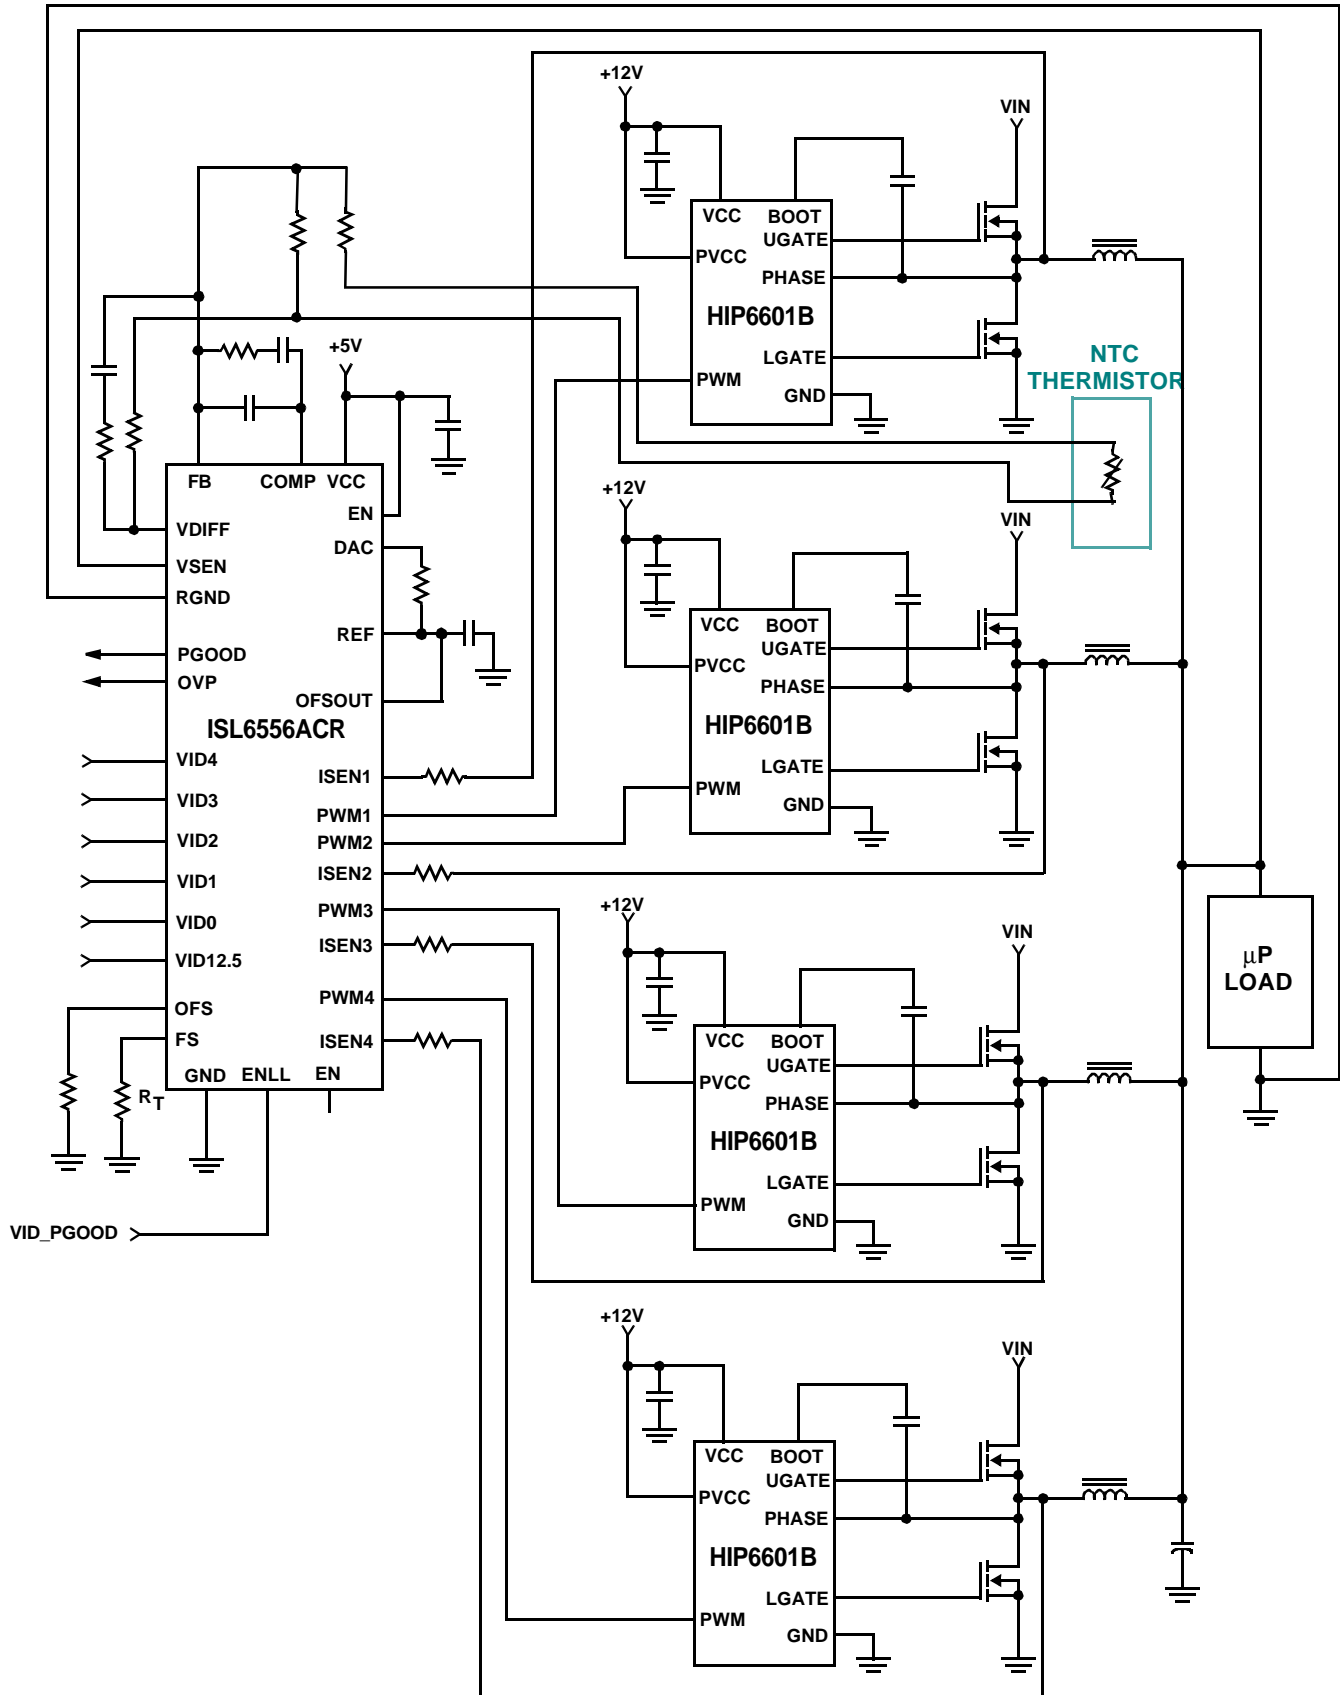 +12V
VIN
VCC
BOOT
UGATE
PVCC
PHASE
HIP6601B
LGATE
PWM
GND
NTC
THERMISTOR
+5V
FB
COMP
VCC
EN
VDIFF
DAC
VSEN
RGND
REF
PGOOD
OVP
OFSOUT
ISL6556ACR
VID4
ISEN1
VID3
PWM1
VID2
PWM2
VID1
ISEN2
VID0
PWM3
ISEN3
VID12.5
PWM4
OFS
FS
ISEN4
GND
ENLL
EN
RT
VID_PGOOD
+12V
VIN
VCC
BOOT
UGATE
PVCC
PHASE
HIP6601B
LGATE
PWM
GND
+12V
VIN
VCC
BOOT
UGATE
PVCC
PHASE
HIP6601B
LGATE
PWM
GND
μP
LOAD
+12V
VIN
VCC
BOOT
UGATE
PVCC
PHASE
HIP6601B
LGATE
PWM
GND